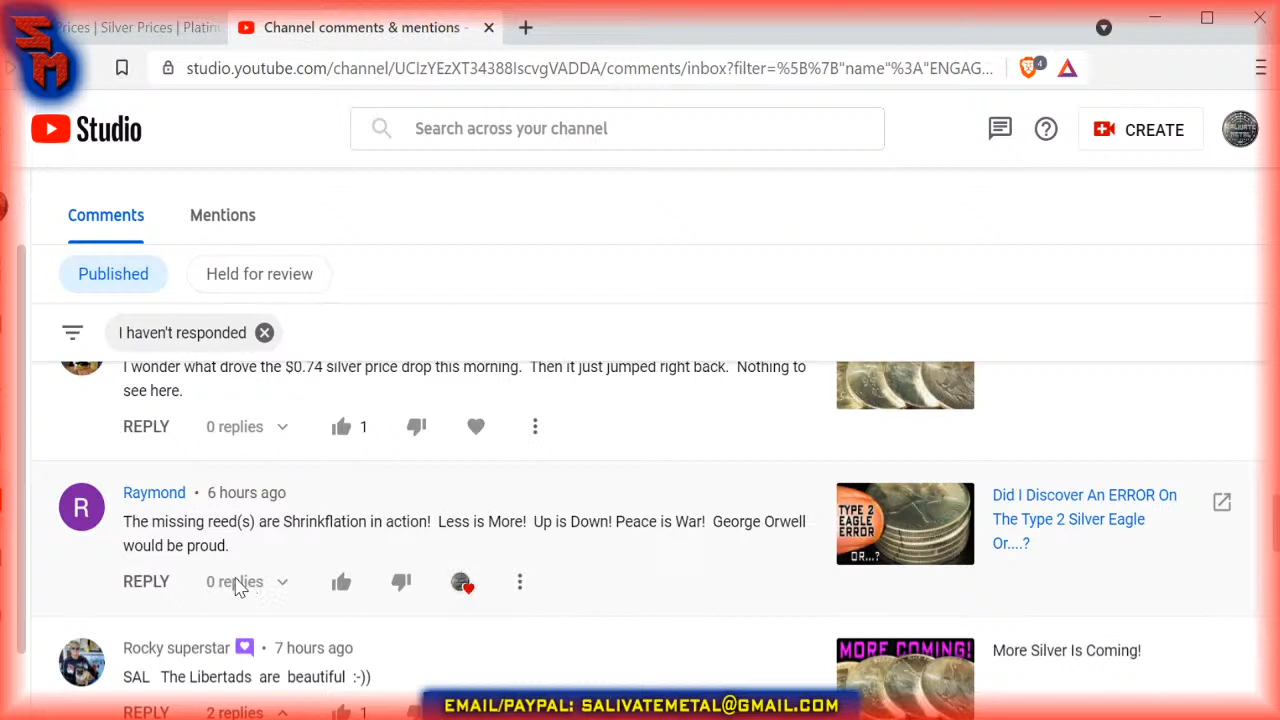 SM
Prices | Silver Prices | Platinu
Channel comments & mentions -
studio.youtube.com/channel/UCIzYEzXT34388IscvgVADDA/comments/inbox?filter=%5B%7B"name"%3A"ENGAG...
4
Studio
Search across your channel
CREATE
SALIVATE
METAL
Comments
Mentions
Published
Held for review
I haven't responded
I wonder what drove the $0.74 silver price drop this morning. Then it just jumped right back. Nothing to
see here.
REPLY
0 replies
1
R
Raymond • 6 hours ago
The missing reed(s) are Shrinkflation in action! Less is More! Up is Down! Peace is War! George Orwell
would be proud.
REPLY
0 replies
TYPE 2
EAGLE
ERROR
OR...?
Did I Discover An ERROR On
The Type 2 Silver Eagle
Or....?
Rocky superstar • 7 hours ago
SAL The Libertads are beautiful :-))
REPLY
2 replies
1
MORE COMING!
More Silver Is Coming!
EMAIL/PAYPAL: SALIVATEMETAL@GMAIL.COM